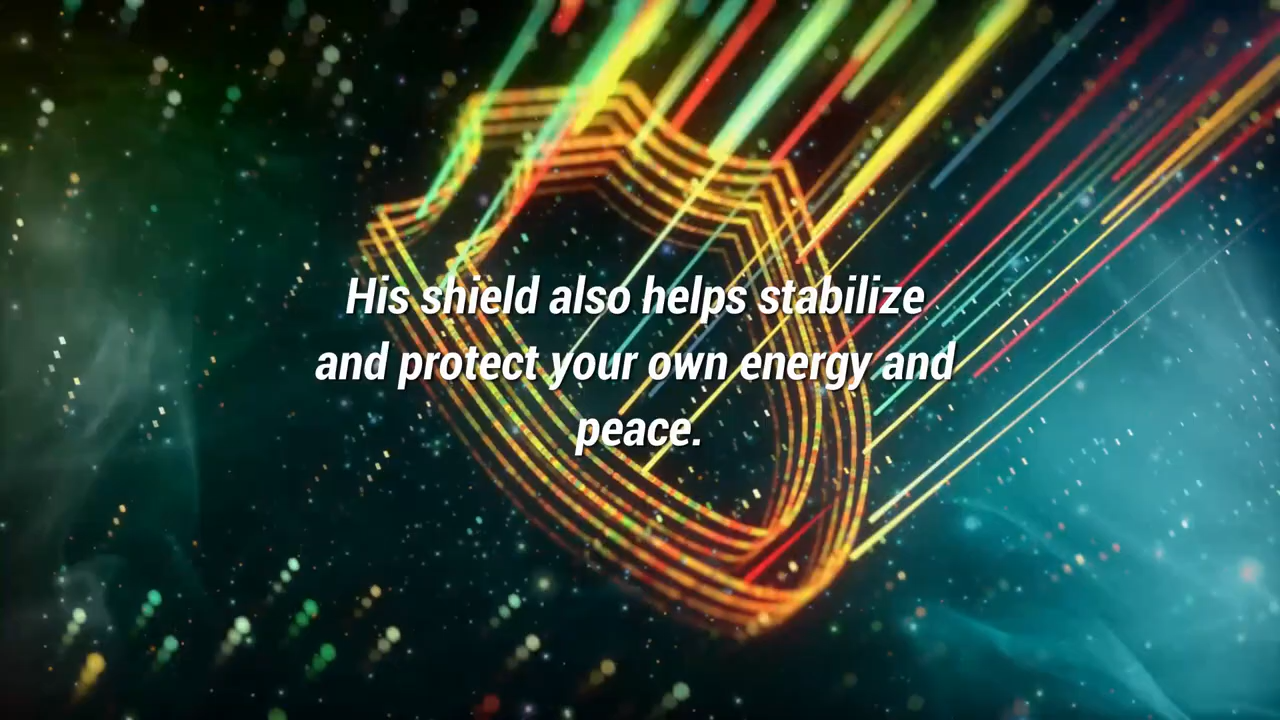 His shield also helps stabilize
and protect your own energy and
peace.